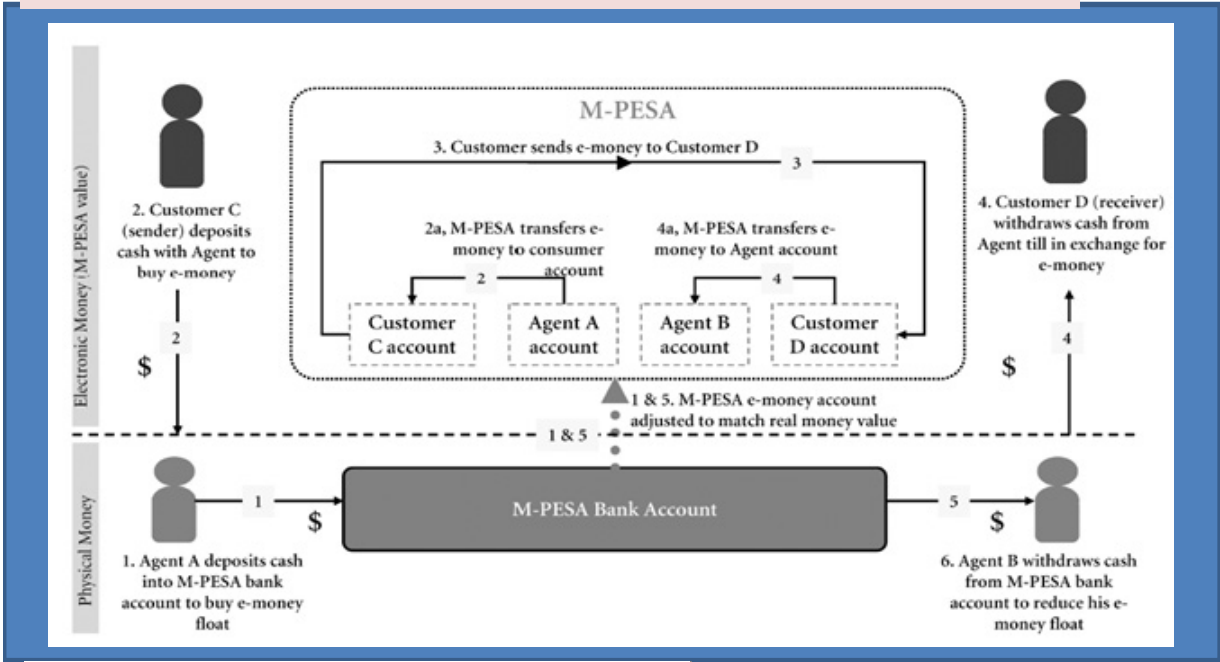 Electronic Money (M-PESA value)
Physical Money
M-PESA
3. Customer sends e-money to Customer D
3
2. Customer C
(sender) deposits
cash with Agent to
buy e-money
2
$
2a, M-PESA transfers e-
money to consumer
account
2
4a, M-PESA transfers e-
money to Agent account
4
Customer
C account
Agent A
account
Agent B
account
Customer
D account
4. Customer D (receiver)
withdraws cash from
Agent till in exchange for
e-money
4
$
1 & 5. M-PESA e-money account
adjusted to match real money value
1 & 5
1
$
M-PESA Bank Account
5
$
1. Agent A deposits cash
into M-PESA bank
account to buy e-money
float
6. Agent B withdraws cash
from M-PESA bank
account to reduce his e-
money float